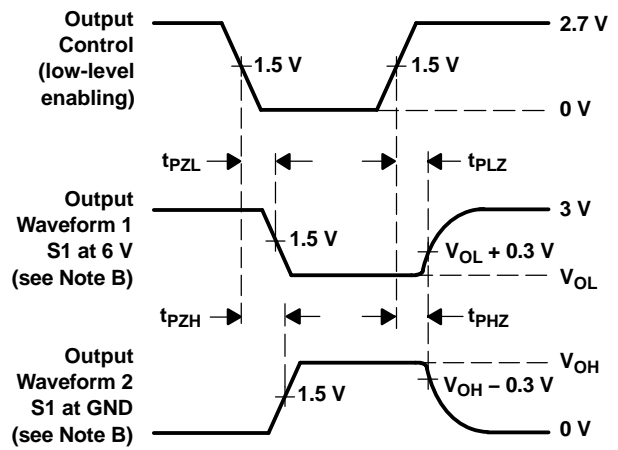 Output
Control
(low-level
enabling)
1.5 V
1.5 V
2.7 V
0 V
tPZL
tPLZ
Output
Waveform 1
S1 at 6 V
(see Note B)
1.5 V
3 V
VOL + 0.3 V
VOL
tPZH
tPHZ
Output
Waveform 2
S1 at GND
(see Note B)
1.5 V
VOH
VOH − 0.3 V
0 V